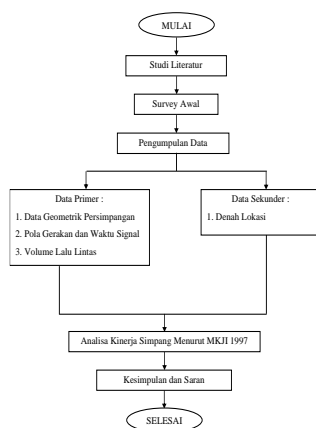 MULAI
Studi Literatur
Survey Awal
Pengumpulan Data
Data Primer :
1. Data Geometrik Persimpangan
2. Pola Gerakan dan Waktu Signal
3. Volume Lalu Lintas
Data Sekunder :
1. Denah Lokasi
Analisa Kinerja Simpang Menurut MKJI 1997
Kesimpulan dan Saran
SELESAI